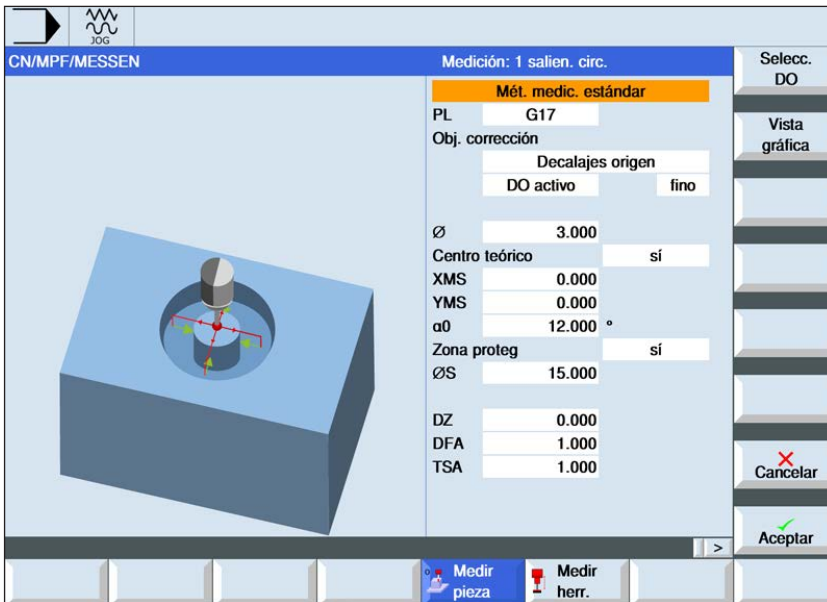 JOG
CN/MPF/MESSEN
Medición: 1 salien. circ.
Selecc.
DO
Mét. medic. estándar
PL G17
Vista
gráfica
Obj. corrección
Decalajes origen
DO activo fino
Ø 3.000
Centro teórico sí
XMS 0.000
YMS 0.000
α0 12.000 °
Zona proteg sí
ØS 15.000
DZ 0.000
DFA 1.000
TSA 1.000
Cancelar
Aceptar
>
Medir
pieza
Medir
herr.